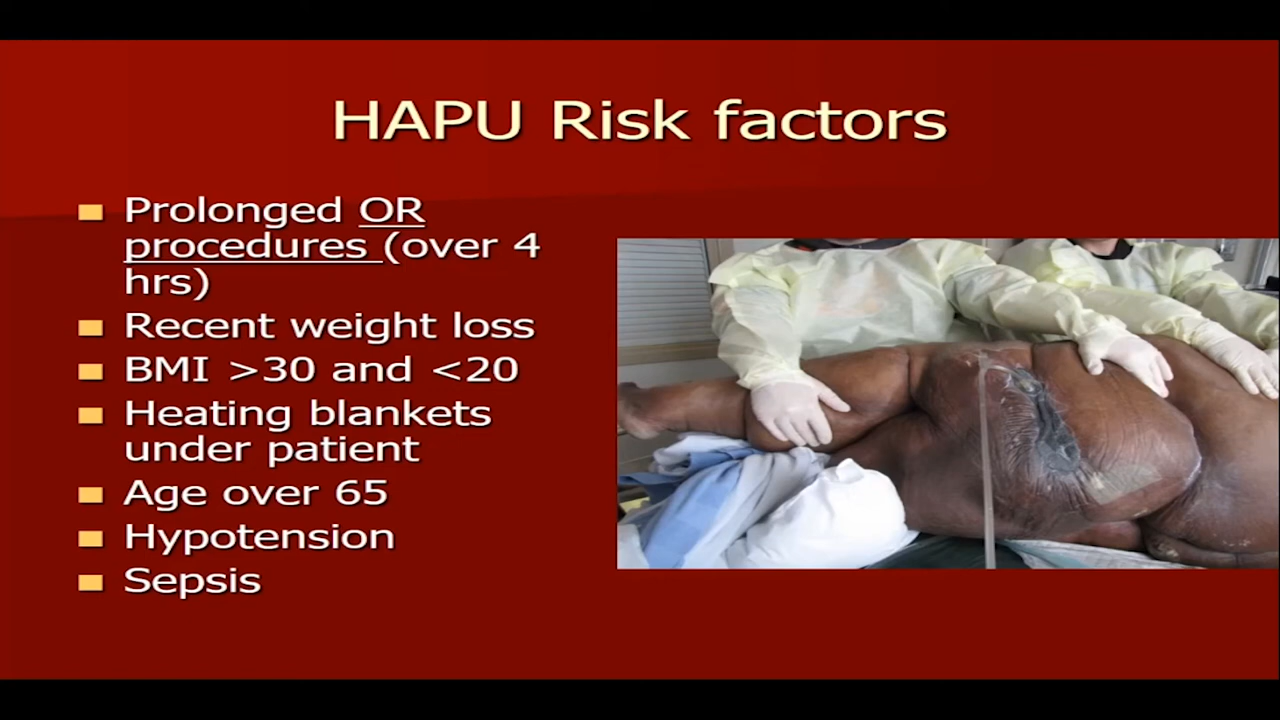 HAPU Risk factors
Prolonged OR
procedures (over 4
hrs)
Recent weight loss
BMI >30 and <20
Heating blankets
under patient
Age over 65
Hypotension
Sepsis